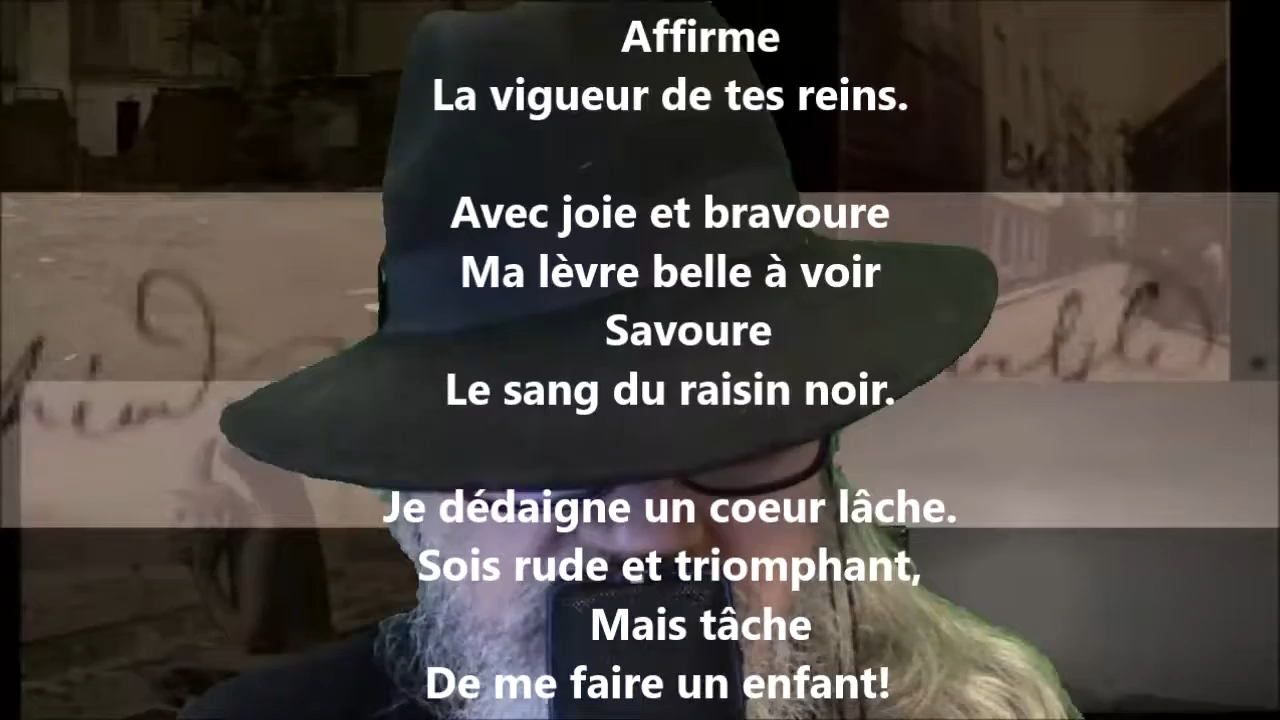 Affirme
La vigueur de tes reins.
Avec joie et bravoure
Ma lèvre belle à voir
Savoure
Le sang du raisin noir.
Je dédaigne un coeur lâche.
Sois rude et triomphant,
Mais tâche
De me faire un enfant!